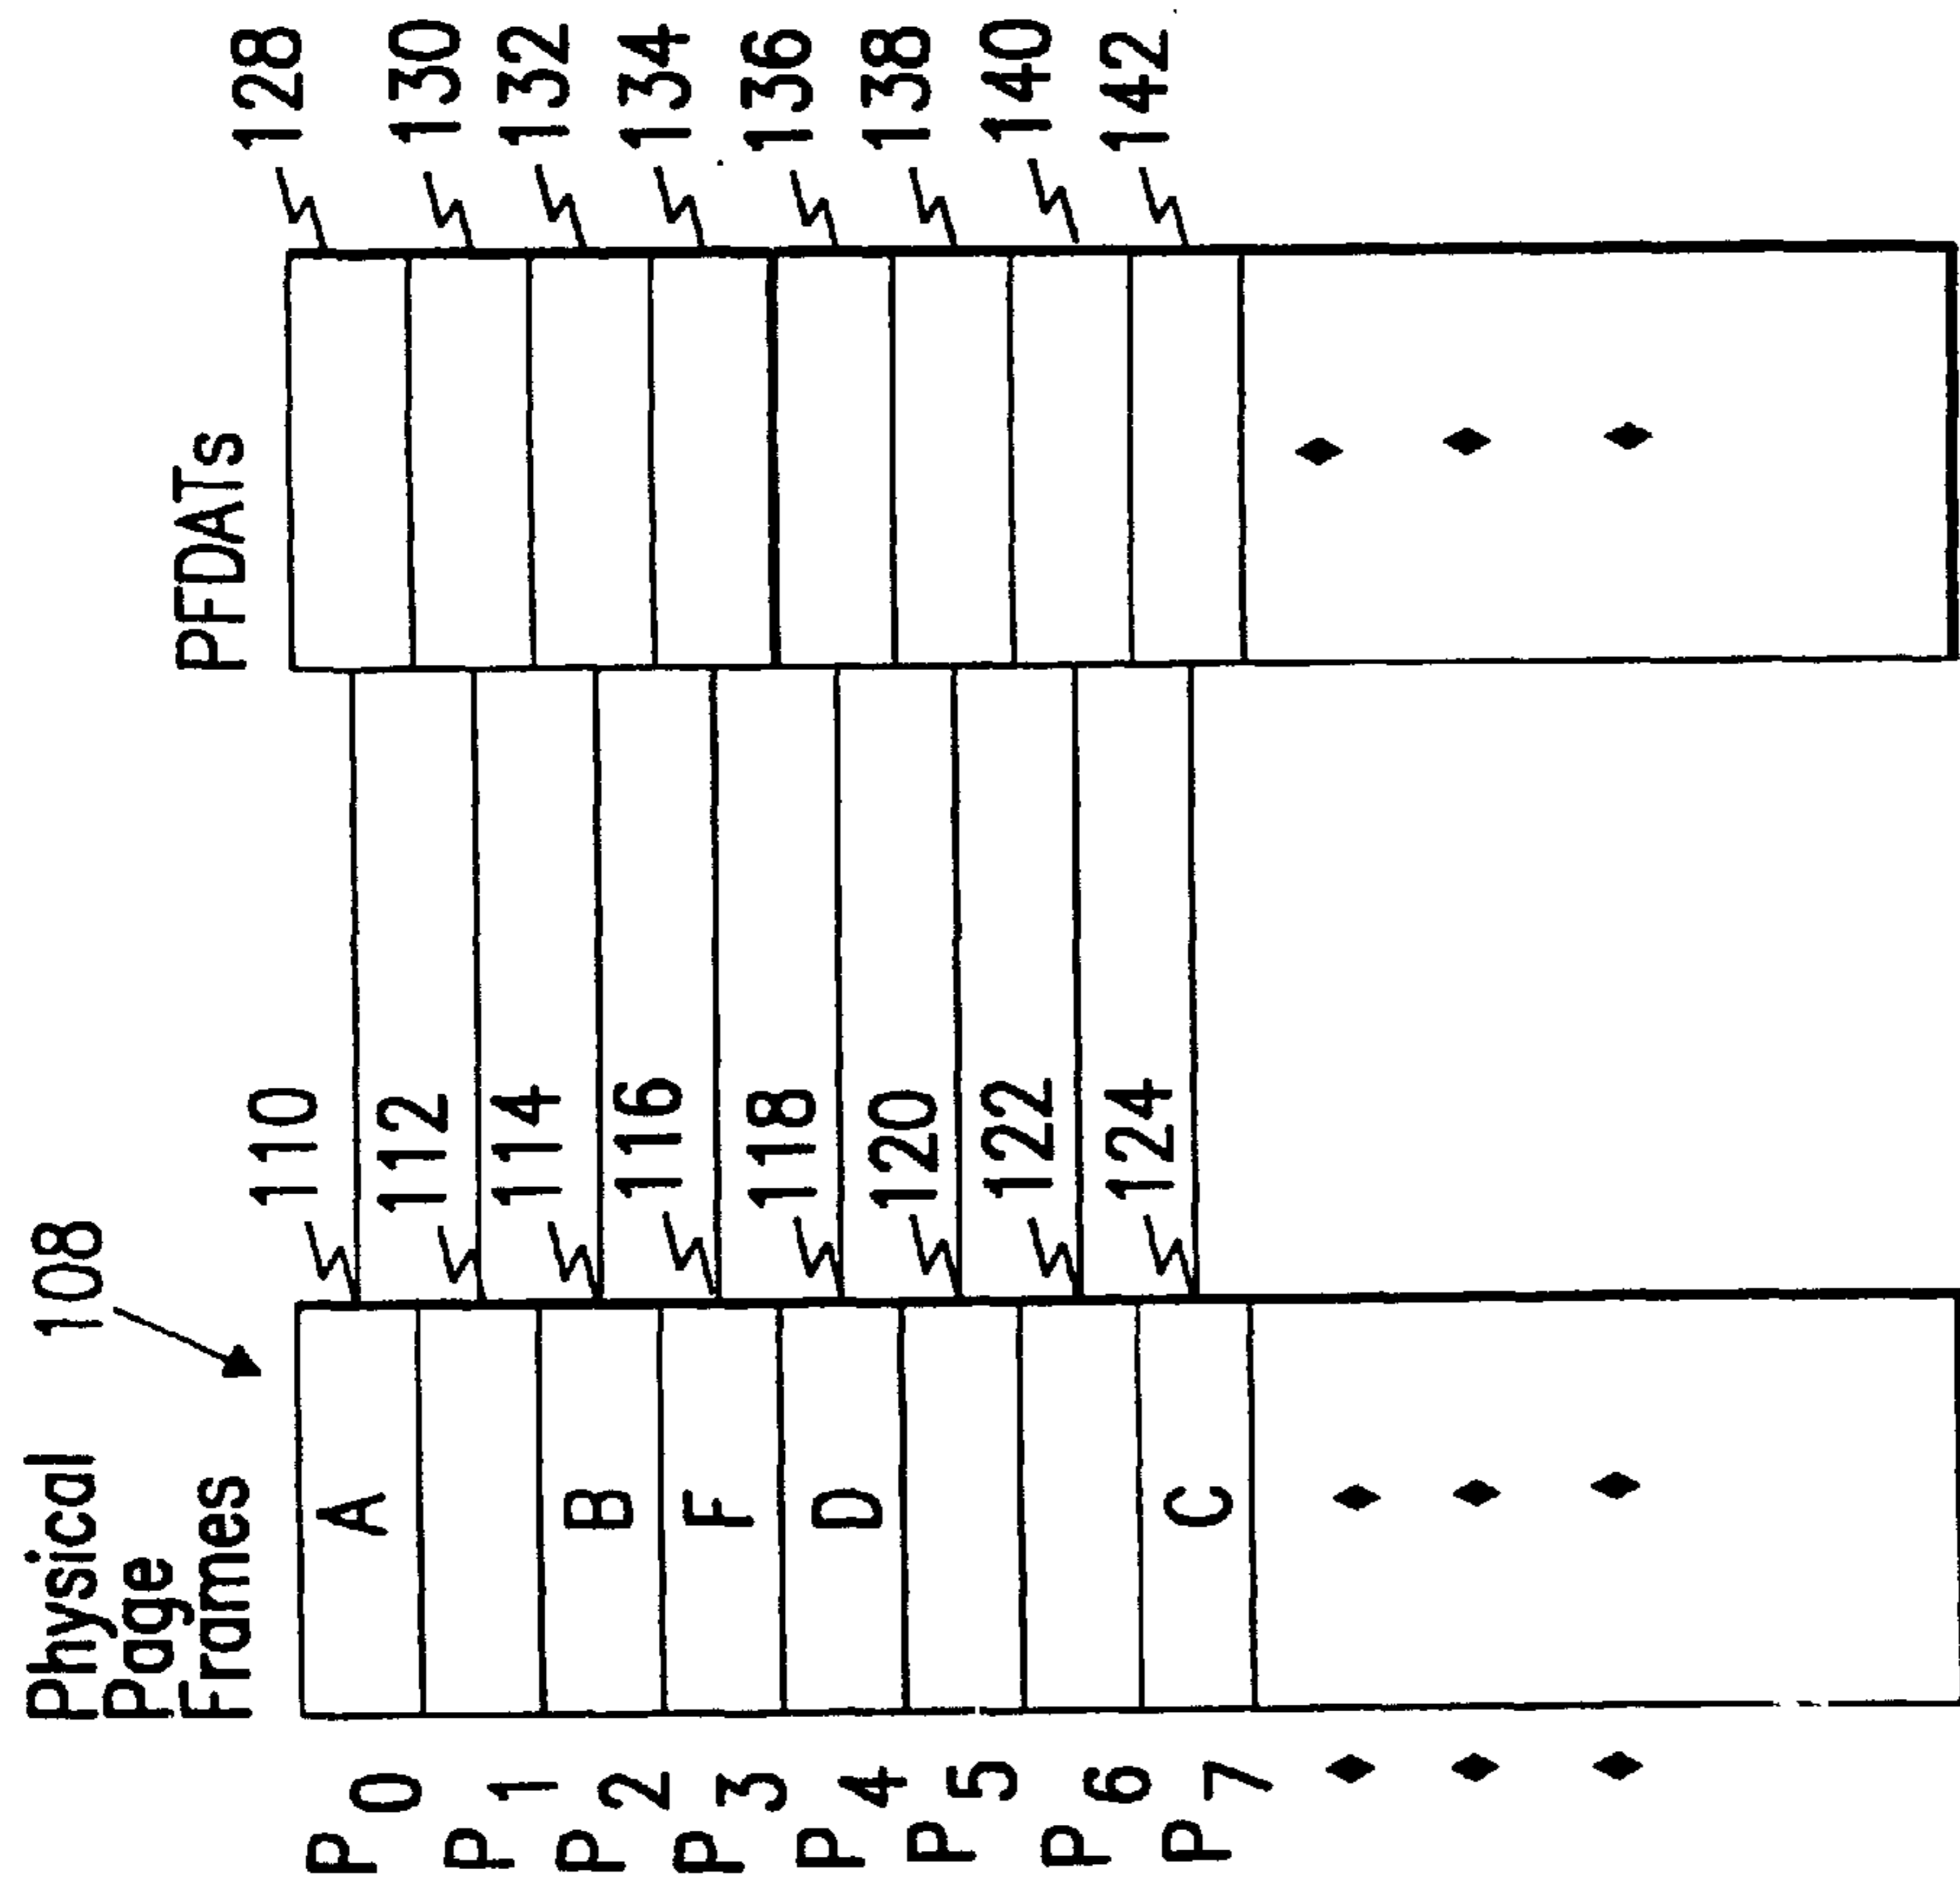 Physical
Page
Frames
108
PFDATs
P0 A 110 128
P1 112 130
P2 B 114 132
P3 F 116 134
P4 D 118 136
P5 120 138
P6 122 140
P7 C 124 142